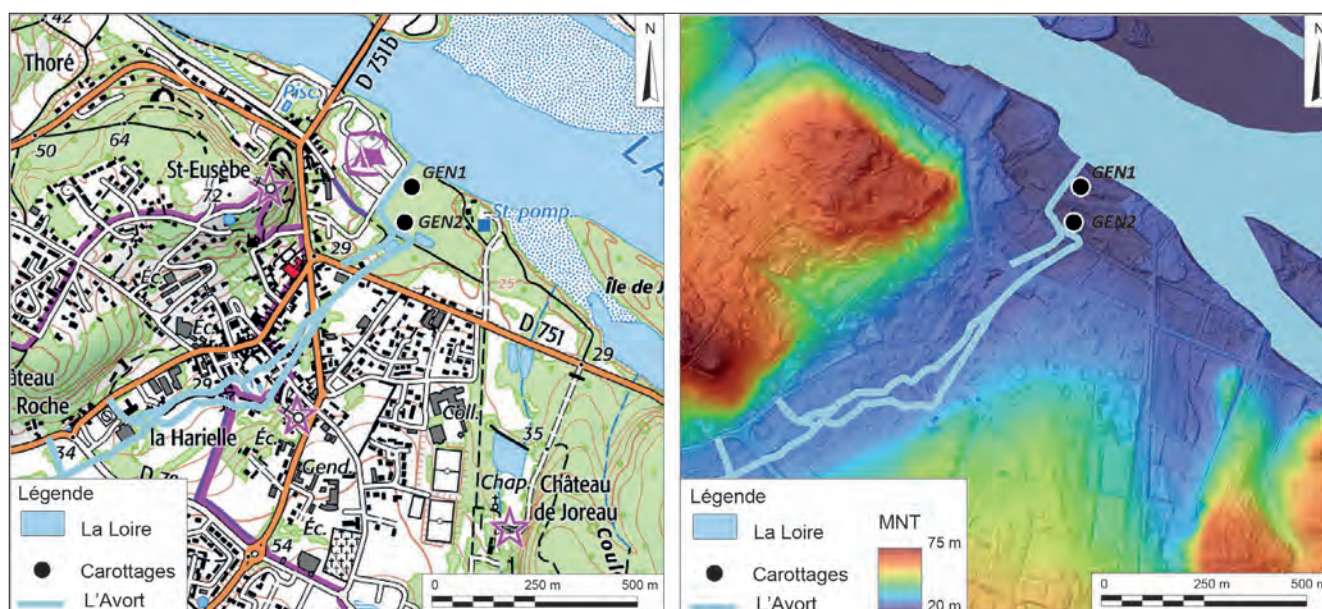 42
Thoré
D 751b
N
Pisc.
50
64
St-Eusèbe
72
GEN1
GEN2
St. pomp.
LA
29
Éc.
Éc.
25
Île de J
D 751
29
29
âteau
Roche
la Harielle
34
Éc.
Coll.
35
Gend.
Chap.
Château
de Joreau
Coul
Éc.
54
D
Légende
La Loire
Carottages
L'Avort
0 250 m 500 m
N
GEN1
GEN2
Légende
La Loire
Carottages
L'Avort
MNT
75 m
20 m
0 250 m 500 m